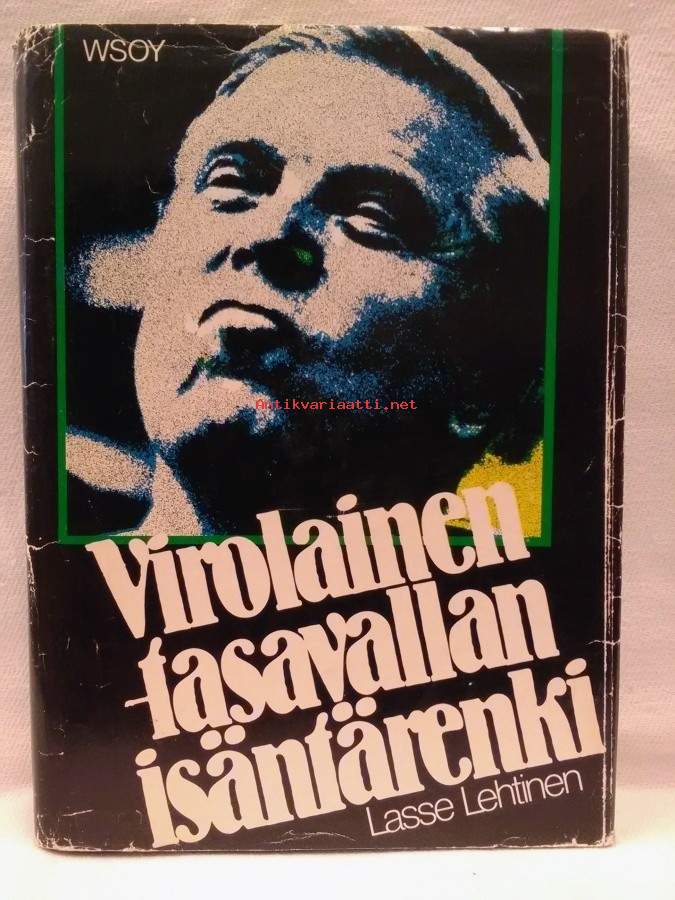 WSOY
Antikvariaatti.net
Virolainen
-tasavallan
isäntärenki
Lasse Lehtinen